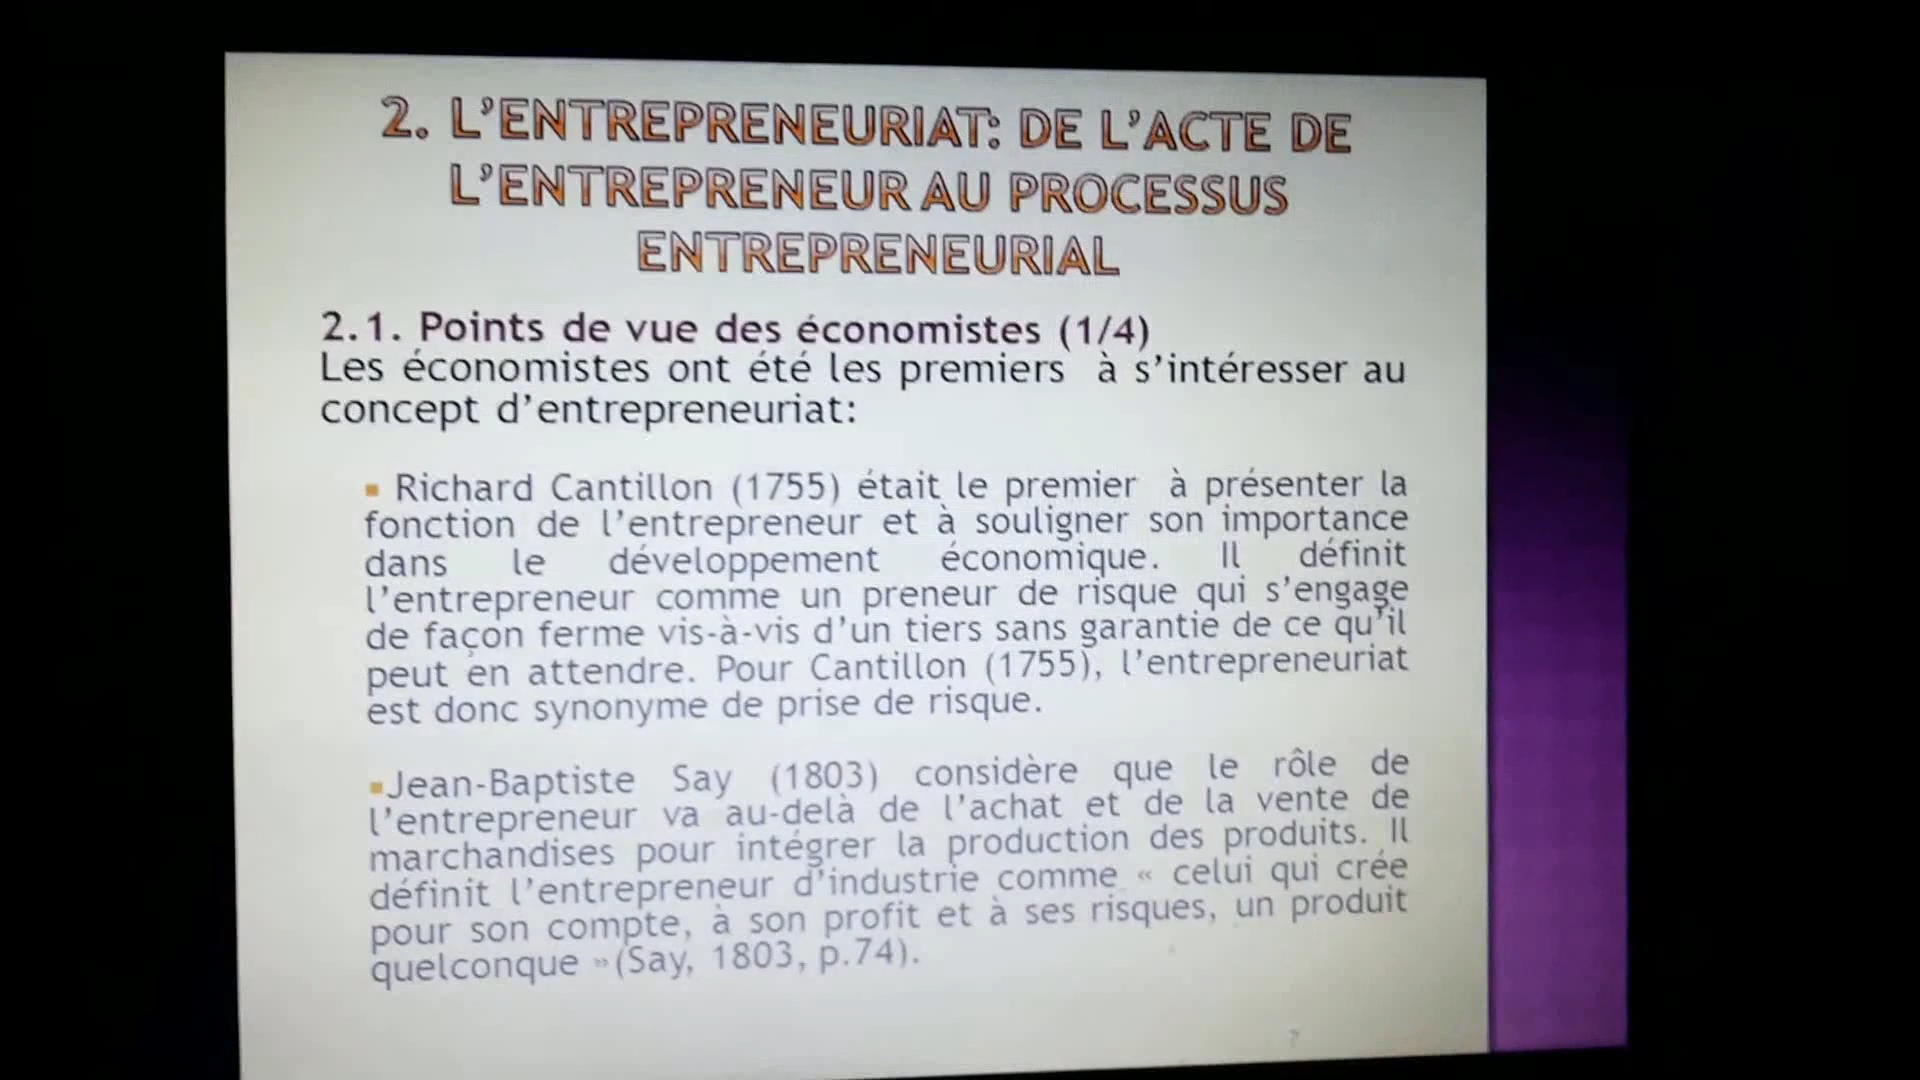 2. L'ENTREPRENEURIAT: DE L'ACTE DE
L'ENTREPRENEUR AU PROCESSUS
ENTREPRENEURIAL
2.1. Points de vue des économistes (1/4)
Les économistes ont été les premiers à s'intéresser au
concept d'entrepreneuriat:
▪ Richard Cantillon (1755) était le premier à présenter la
fonction de l'entrepreneur et à souligner son importance
dans le développement économique. Il définit
l'entrepreneur comme un preneur de risque qui s'engage
de façon ferme vis-à-vis d'un tiers sans garantie de ce qu'il
peut en attendre. Pour Cantillon (1755), l'entrepreneuriat
est donc synonyme de prise de risque.
▪Jean-Baptiste Say (1803) considère que le rôle de
l'entrepreneur va au-delà de l'achat et de la vente de
marchandises pour intégrer la production des produits. Il
définit l'entrepreneur d'industrie comme « celui qui crée
pour son compte, à son profit et à ses risques, un produit
quelconque »(Say, 1803, p.74).
7